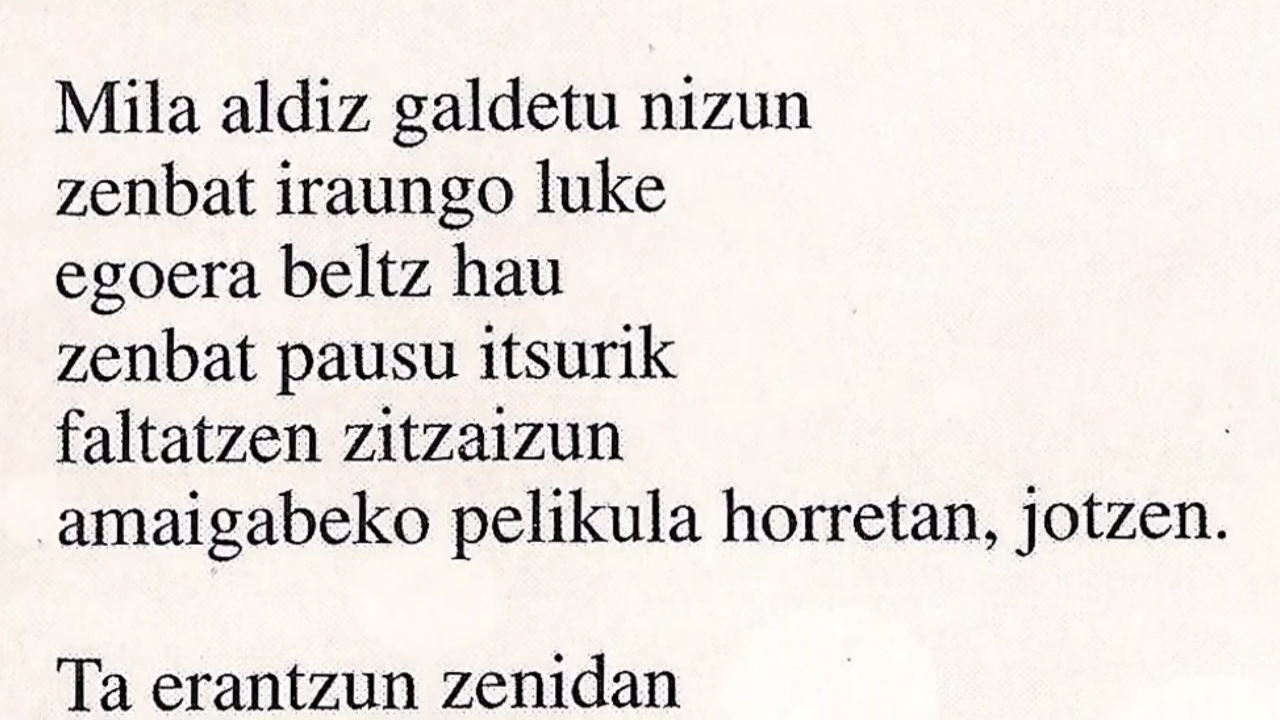 Mila aldiz galdetu nizun
zenbat iraungo luke
egoera beltz hau
zenbat pausu itsurik
faltatzen zitzaizun
amaigabeko pelikula horretan, jotzen.
Ta erantzun zenidan